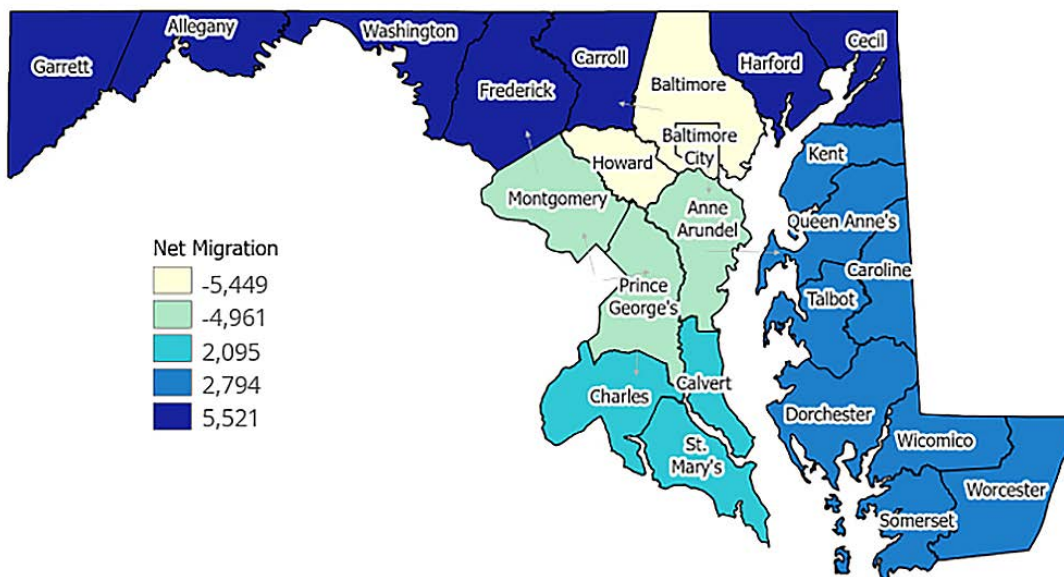 Garrett
Allegany
Washington
Frederick
Carroll
Baltimore
Harford
Cecil
Baltimore
City
Howard
Montgomery
Anne
Arundel
Prince
George's
Kent
Queen Anne's
Caroline
Talbot
Charles
Calvert
St.
Mary's
Dorchester
Wicomico
Worcester
Somerset
Net Migration
-5,449
-4,961
2,095
2,794
5,521